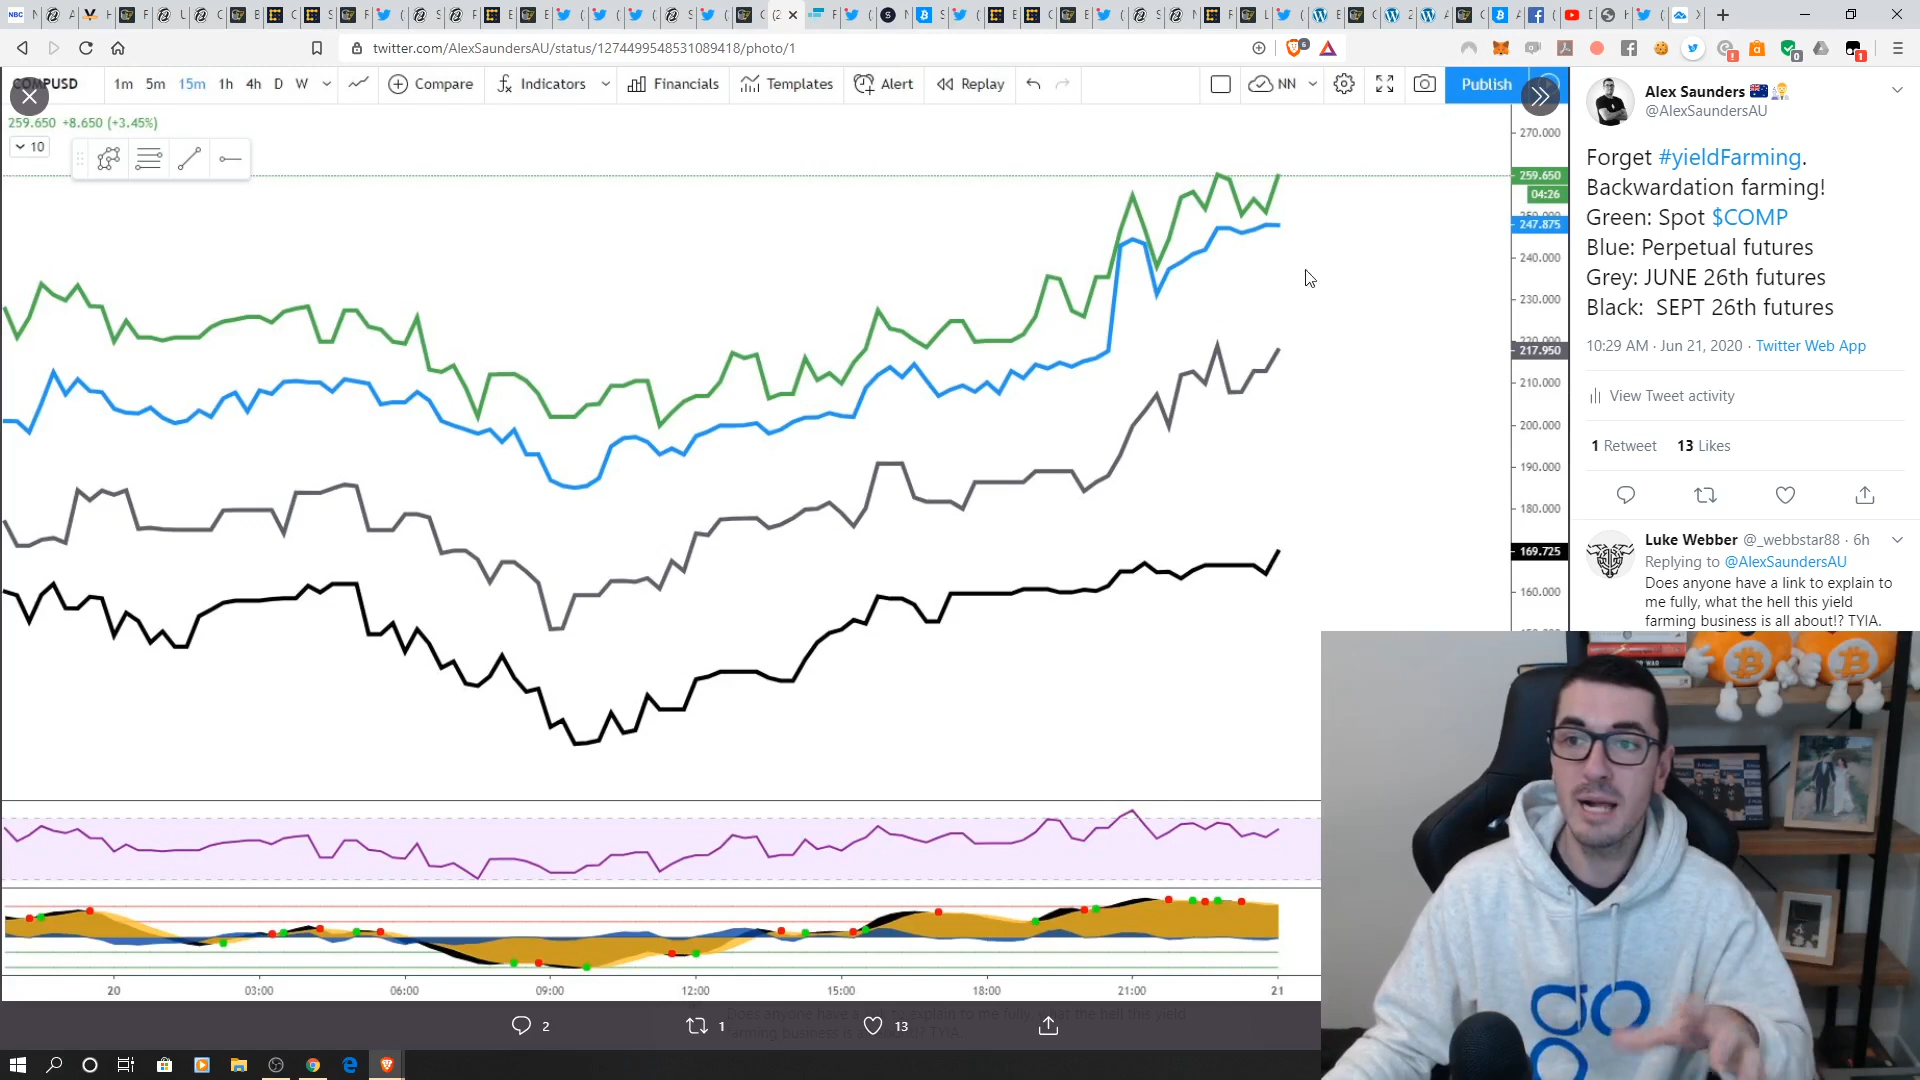 twitter.com/AlexSaundersAU/status/1274499548531089418/photo/1
COMPUSD
1m 5m 15m 1h 4h D W
Compare
Indicators
Financials
Templates
Alert
Replay
NN
Publish
259.650 +8.650 (+3.45%)
10
270.000
259.650
04:26
250.000
247.875
240.000
230.000
220.000
217.950
210.000
200.000
190.000
180.000
169.725
160.000
20 03:00 06:00 09:00 12:00 15:00 18:00 21:00 21
2 1 13
Alex Saunders
@AlexSaundersAU
Forget #yieldFarming.
Backwardation farming!
Green: Spot $COMP
Blue: Perpetual futures
Grey: JUNE 26th futures
Black: SEPT 26th futures
10:29 AM · Jun 21, 2020 · Twitter Web App
View Tweet activity
1 Retweet 13 Likes
Luke Webber @_webbstar88 · 6h
Replying to @AlexSaundersAU
Does anyone have a link to explain to
me fully, what the hell this yield
farming business is all about!? TYIA.